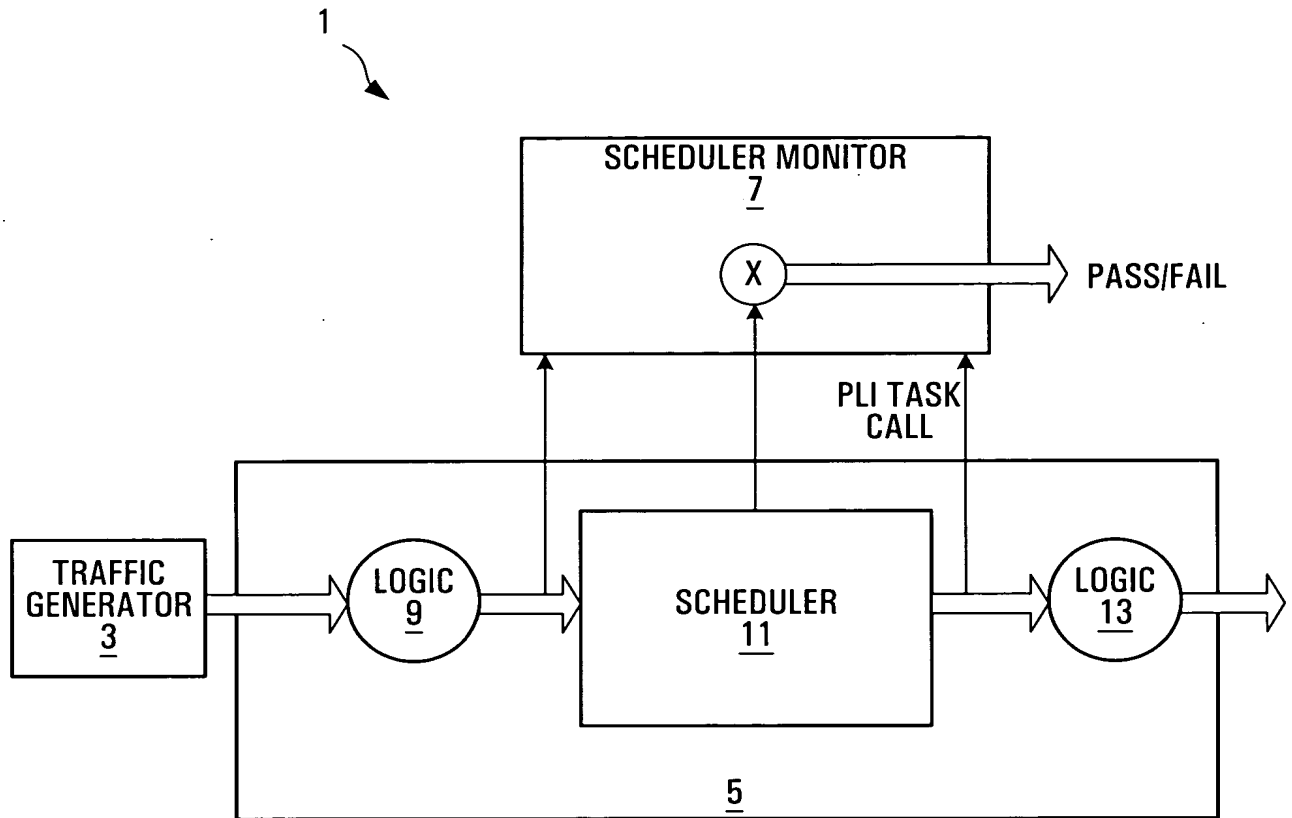 1
SCHEDULER MONITOR
7
X
PASS/FAIL
PLI TASK
CALL
TRAFFIC
GENERATOR
3
LOGIC
9
SCHEDULER
11
LOGIC
13
5